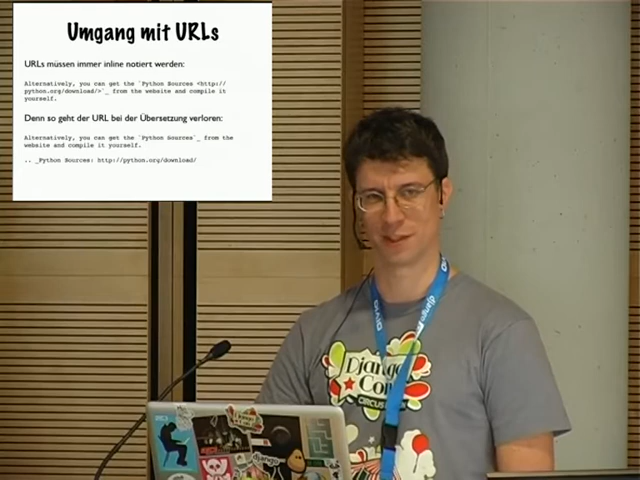 Umgang mit URLs
URLs müssen immer inline notiert werden:
Alternatively, you can get the `Python Sources <http://
python.org/download/>`_ from the website and compile it
yourself.
Denn so geht der URL bei der Übersetzung verloren:
Alternatively, you can get the `Python Sources`_ from the
website and compile it yourself.
.. _Python Sources: http://python.org/download/
django
Django
Con
CIRCUS
django